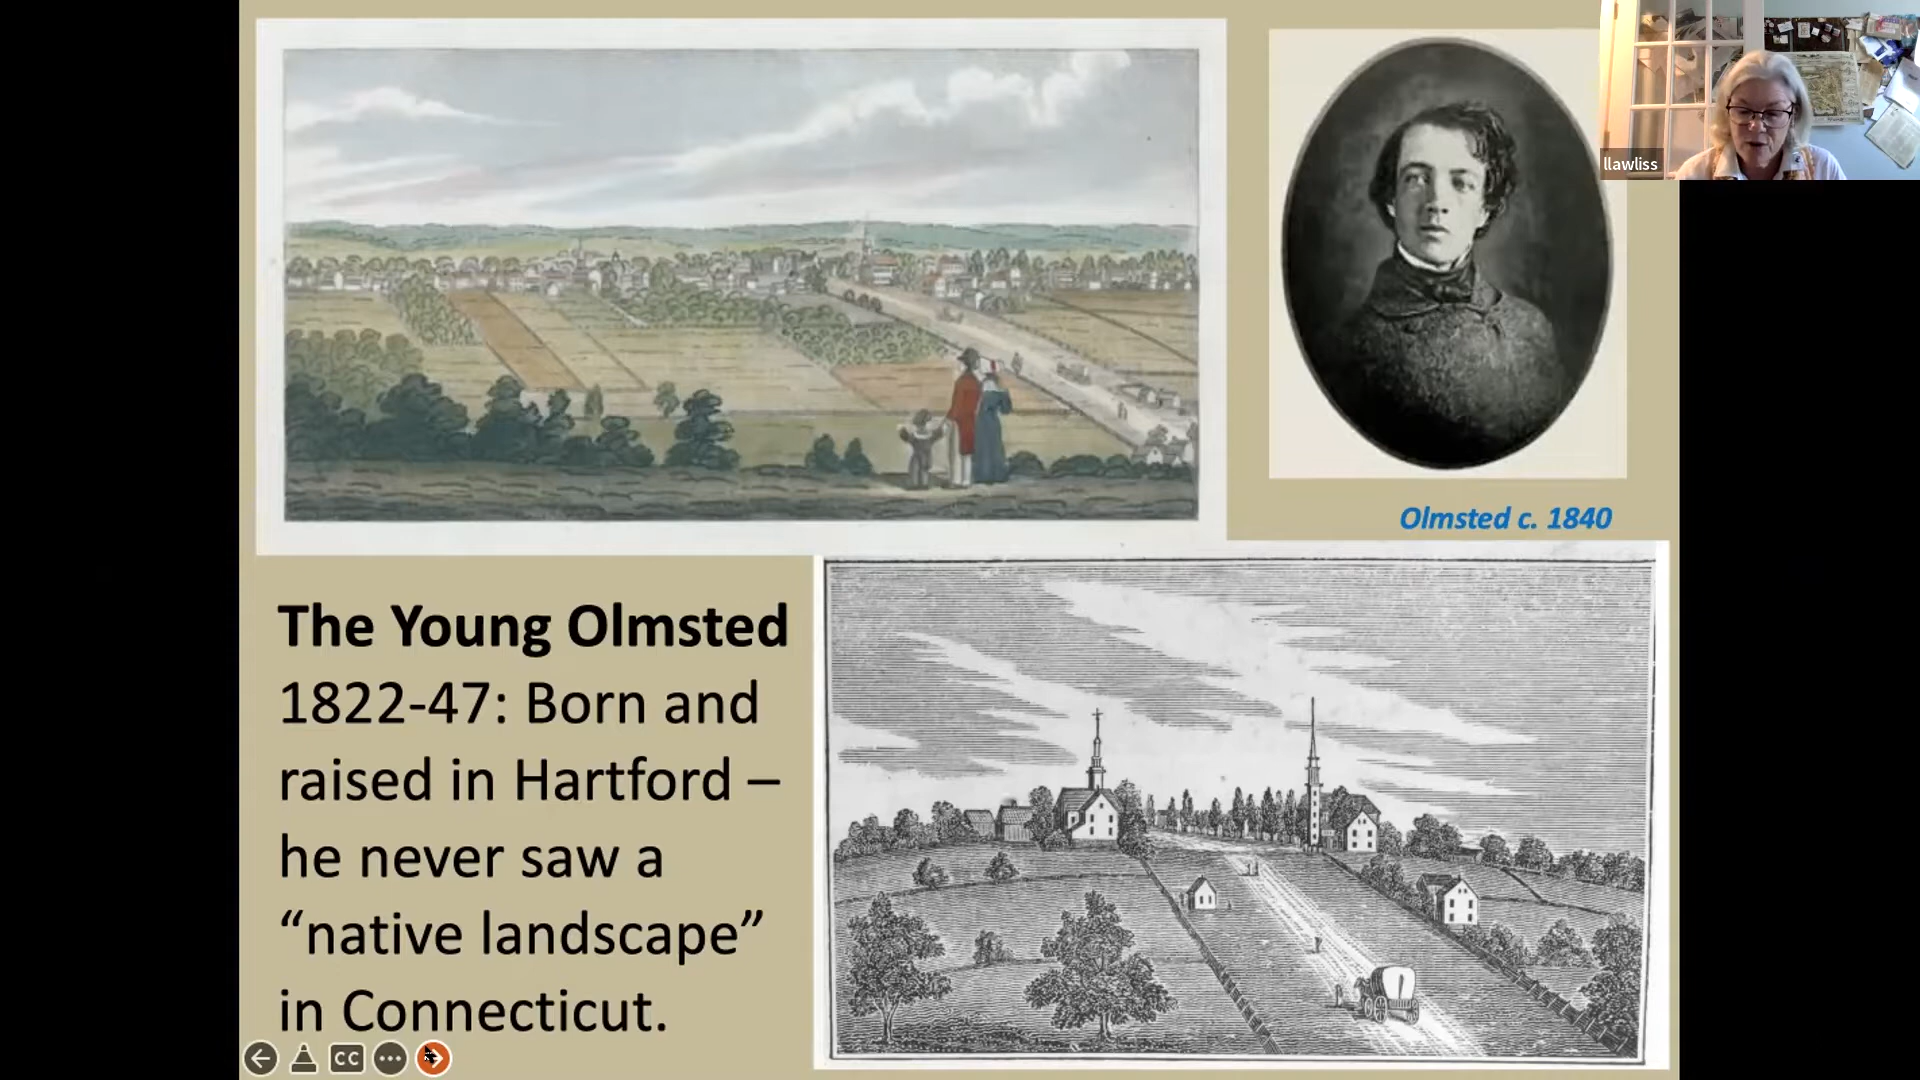 llawliss
Olmsted c. 1840
The Young Olmsted
1822-47: Born and
raised in Hartford –
he never saw a
“native landscape”
in Connecticut.
CC